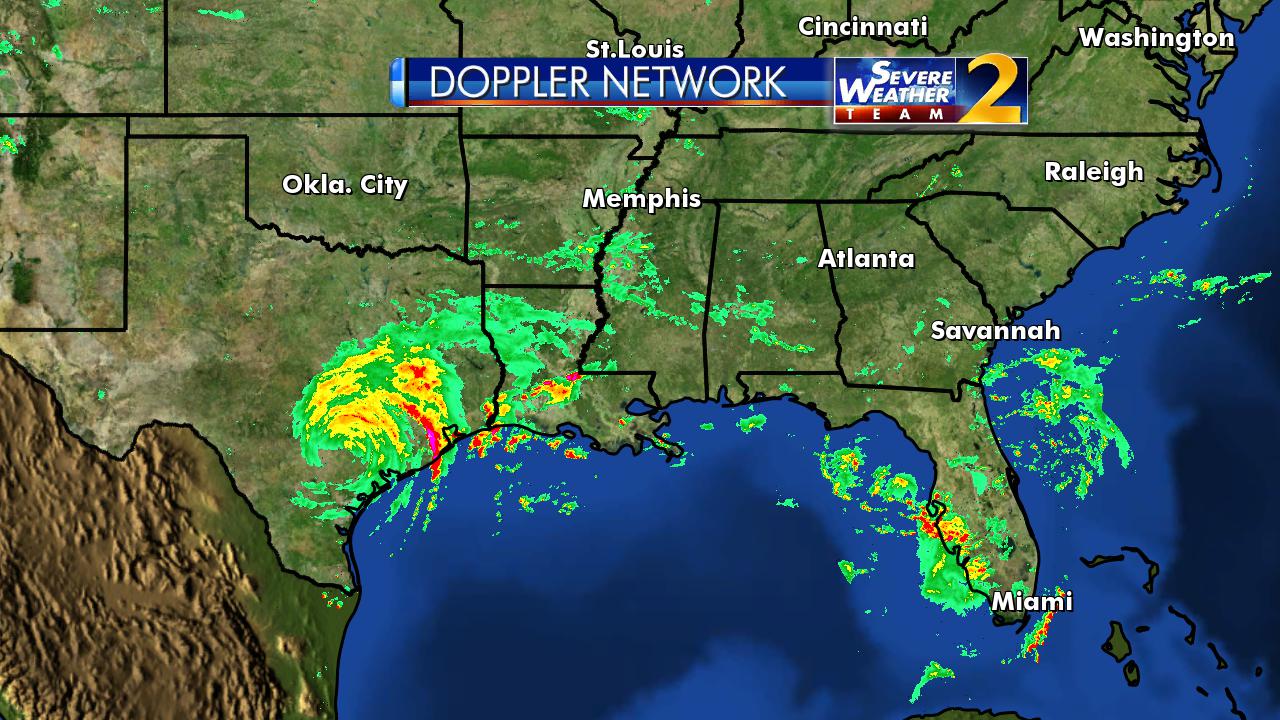 Cincinnati
Washington
St.Louis
DOPPLER NETWORK
SEVERE
WEATHER
TEAM
2
Raleigh
Okla. City
Memphis
Atlanta
Savannah
Miami